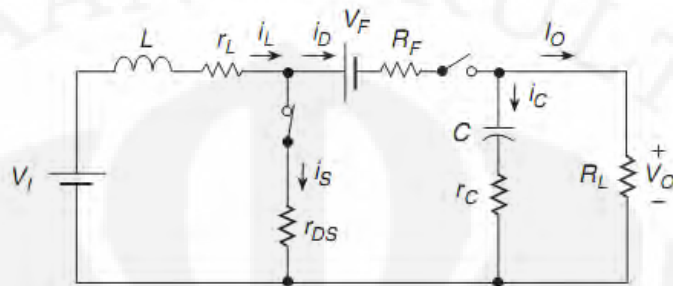 L r_L i_L i_D V_F R_F I_O
i_C
C
V_I i_S r_C R_L + V_O −
r_DS